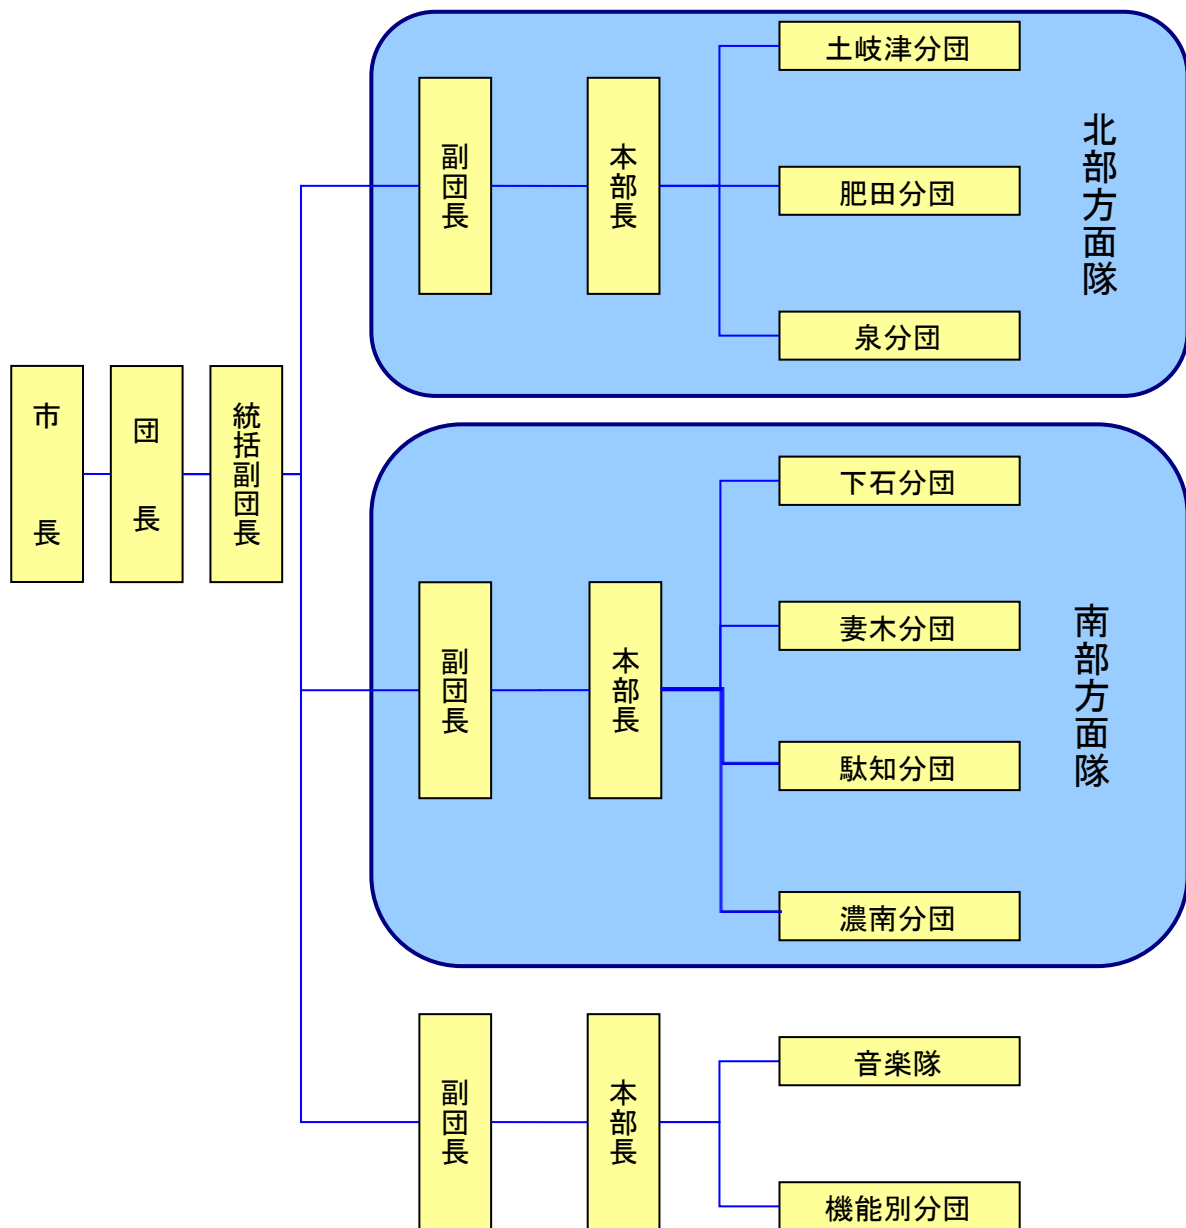 市長
団長
統括副団長
副団長
本部長
土岐津分団
肥田分団
泉分団
北部方面隊
副団長
本部長
下石分団
妻木分団
駄知分団
濃南分団
南部方面隊
副団長
本部長
音楽隊
機能別分団